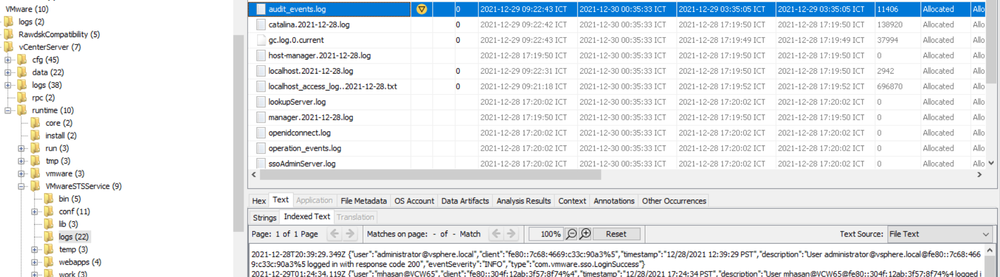 VMware (10)
logs (2)
RawdskCompatibility (5)
vCenterServer (7)
cfg (45)
data (22)
logs (38)
rpc (2)
runtime (10)
core (2)
install (2)
run (3)
tmp (3)
vmware (3)
VMwareSTSService (9)
bin (5)
conf (11)
lib (3)
logs (22)
temp (3)
webapps (4)
work (3)
audit_events.log 0 2021-12-29 09:22:43 ICT 2021-12-30 00:35:33 ICT 2021-12-29 03:35:05 ICT 2021-12-29 03:35:05 ICT 11406 Allocated Allo
catalina.2021-12-28.log 0 2021-12-29 09:22:42 ICT 2021-12-30 00:35:33 ICT 2021-12-28 17:19:50 ICT 2021-12-28 17:19:50 ICT 138920 Allocated Allo
gc.log.0.current 0 2021-12-29 09:22:43 ICT 2021-12-30 00:35:33 ICT 2021-12-28 17:19:49 ICT 2021-12-28 17:19:49 ICT 37994 Allocated Allo
host-manager.2021-12-28.log 2021-12-28 17:19:50 ICT 2021-12-30 00:35:33 ICT 2021-12-28 17:19:50 ICT 2021-12-28 17:19:50 ICT 0 Allocated Allo
localhost.2021-12-28.log 0 2021-12-29 09:22:31 ICT 2021-12-30 00:35:33 ICT 2021-12-28 17:19:50 ICT 2021-12-28 17:19:50 ICT 2942 Allocated Allo
localhost_access_log..2021-12-28.txt 0 2021-12-29 09:21:18 ICT 2021-12-30 00:35:33 ICT 2021-12-28 17:19:52 ICT 2021-12-28 17:19:52 ICT 696870 Allocated Allo
lookupServer.log 2021-12-28 17:20:02 ICT 2021-12-30 00:35:33 ICT 2021-12-28 17:20:02 ICT 2021-12-28 17:20:02 ICT 0 Allocated Allo
manager.2021-12-28.log 2021-12-28 17:19:50 ICT 2021-12-30 00:35:33 ICT 2021-12-28 17:19:50 ICT 2021-12-28 17:19:50 ICT 0 Allocated Allo
openidconnect.log 2021-12-28 17:20:02 ICT 2021-12-30 00:35:33 ICT 2021-12-28 17:20:02 ICT 2021-12-28 17:20:02 ICT 0 Allocated Allo
operation_events.log 2021-12-28 17:20:02 ICT 2021-12-30 00:35:33 ICT 2021-12-28 17:20:02 ICT 2021-12-28 17:20:02 ICT 0 Allocated Allo
ssoAdminServer.log 2021-12-28 17:20:02 ICT 2021-12-30 00:35:33 ICT 2021-12-28 17:20:02 ICT 2021-12-28 17:20:02 ICT 0 Allocated Allo
Hex Text Application File Metadata OS Account Data Artifacts Analysis Results Context Annotations Other Occurrences
Strings Indexed Text Translation
Page: 1 of 1 Page Matches on page: - of - Match 100% Reset Text Source: File Text
2021-12-28T20:39:29.349Z {"user":"administrator@vsphere.local","client":"fe80::7c68:4669:c33c:90a3%5","timestamp":"12/28/2021 12:39:29 PST","description":"User administrator@vsphere.local@fe80::7c68:466
9:c33c:90a3%5 logged in with response code 200","eventSeverity":"INFO","type":"com.vmware.sso.LoginSuccess"}
2021-12-29T01:24:34.119Z {"user":"mhasan@VCW65","client":"fe80::304f:12ab:3f57:8f74%4","timestamp":"12/28/2021 17:24:34 PST","description":"User mhasan@VCW65@fe80::304f:12ab:3f57:8f74%4 logged i